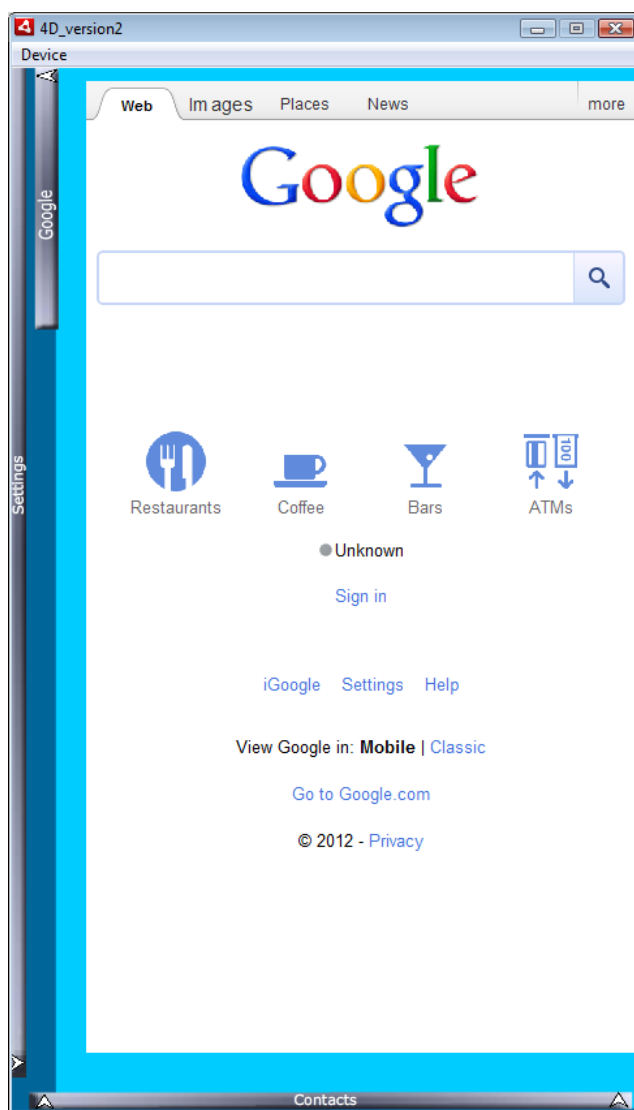 4D_version2
Device
Web Images Places News more
Google
Google
Settings
100
Restaurants Coffee Bars ATMs
Unknown
Sign in
iGoogle Settings Help
View Google in: Mobile | Classic
Go to Google.com
© 2012 - Privacy
Contacts